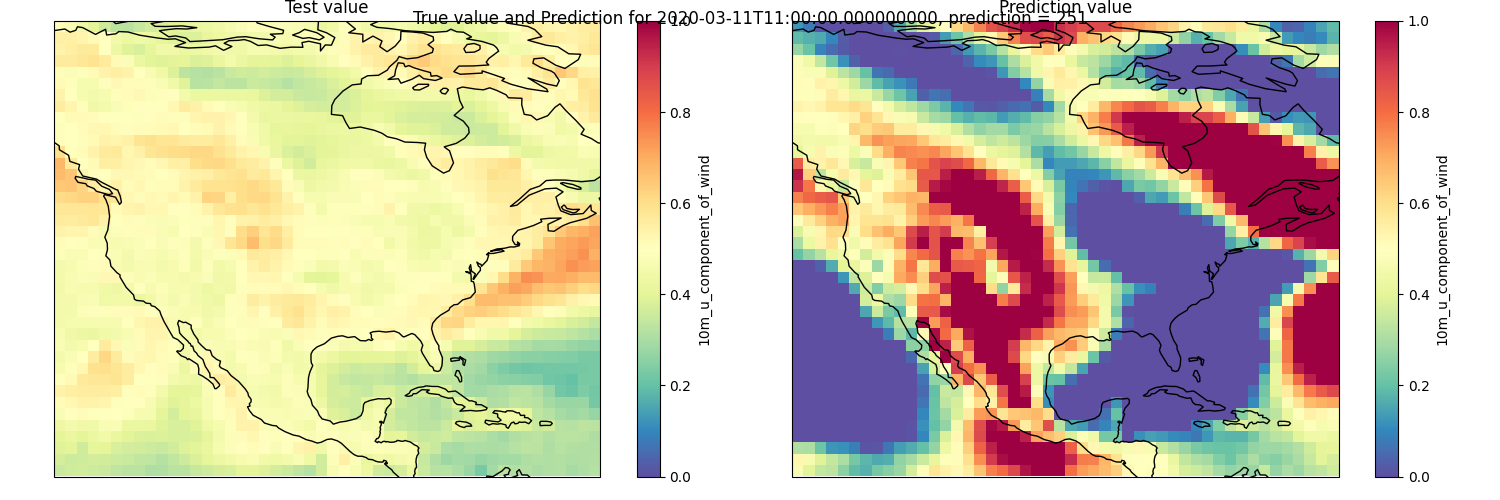 Test value
Prediction value
True value and Prediction for 2020-03-11T11:00:00.000000000, prediction = 251
1.0
0.8
0.6
0.4
0.2
0.0
10m_u_component_of_wind
1.0
0.8
0.6
0.4
0.2
0.0
10m_u_component_of_wind